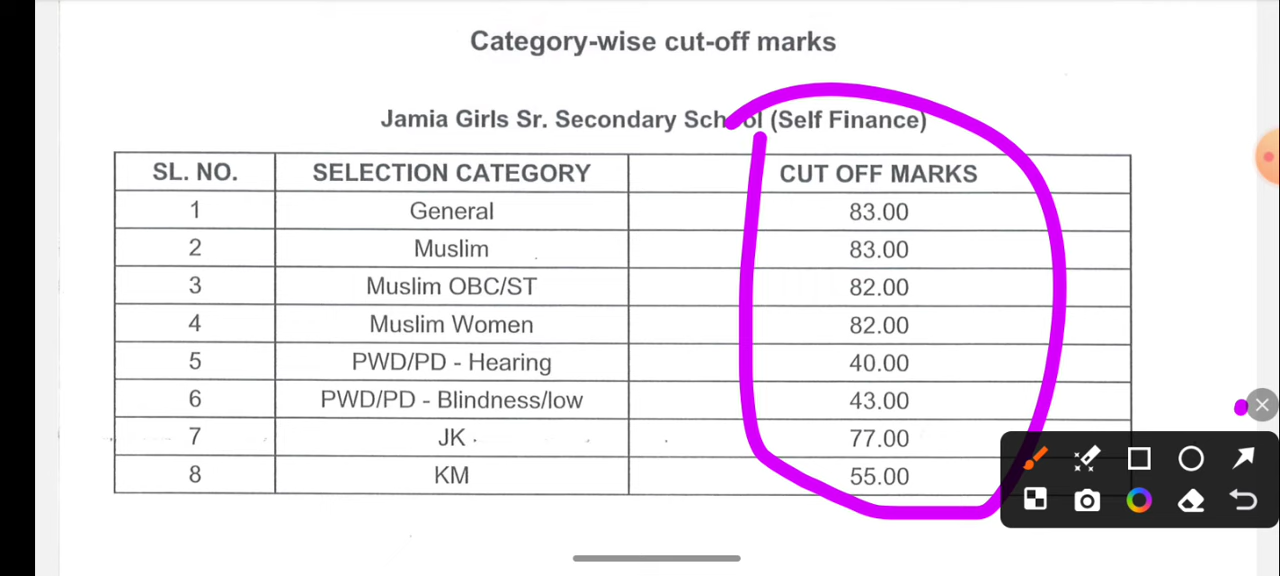 Category-wise cut-off marks
Jamia Girls Sr. Secondary School (Self Finance)
SL. NO. SELECTION CATEGORY CUT OFF MARKS
1 General 83.00
2 Muslim 83.00
3 Muslim OBC/ST 82.00
4 Muslim Women 82.00
5 PWD/PD - Hearing 40.00
6 PWD/PD - Blindness/low 43.00
7 JK 77.00
8 KM 55.00